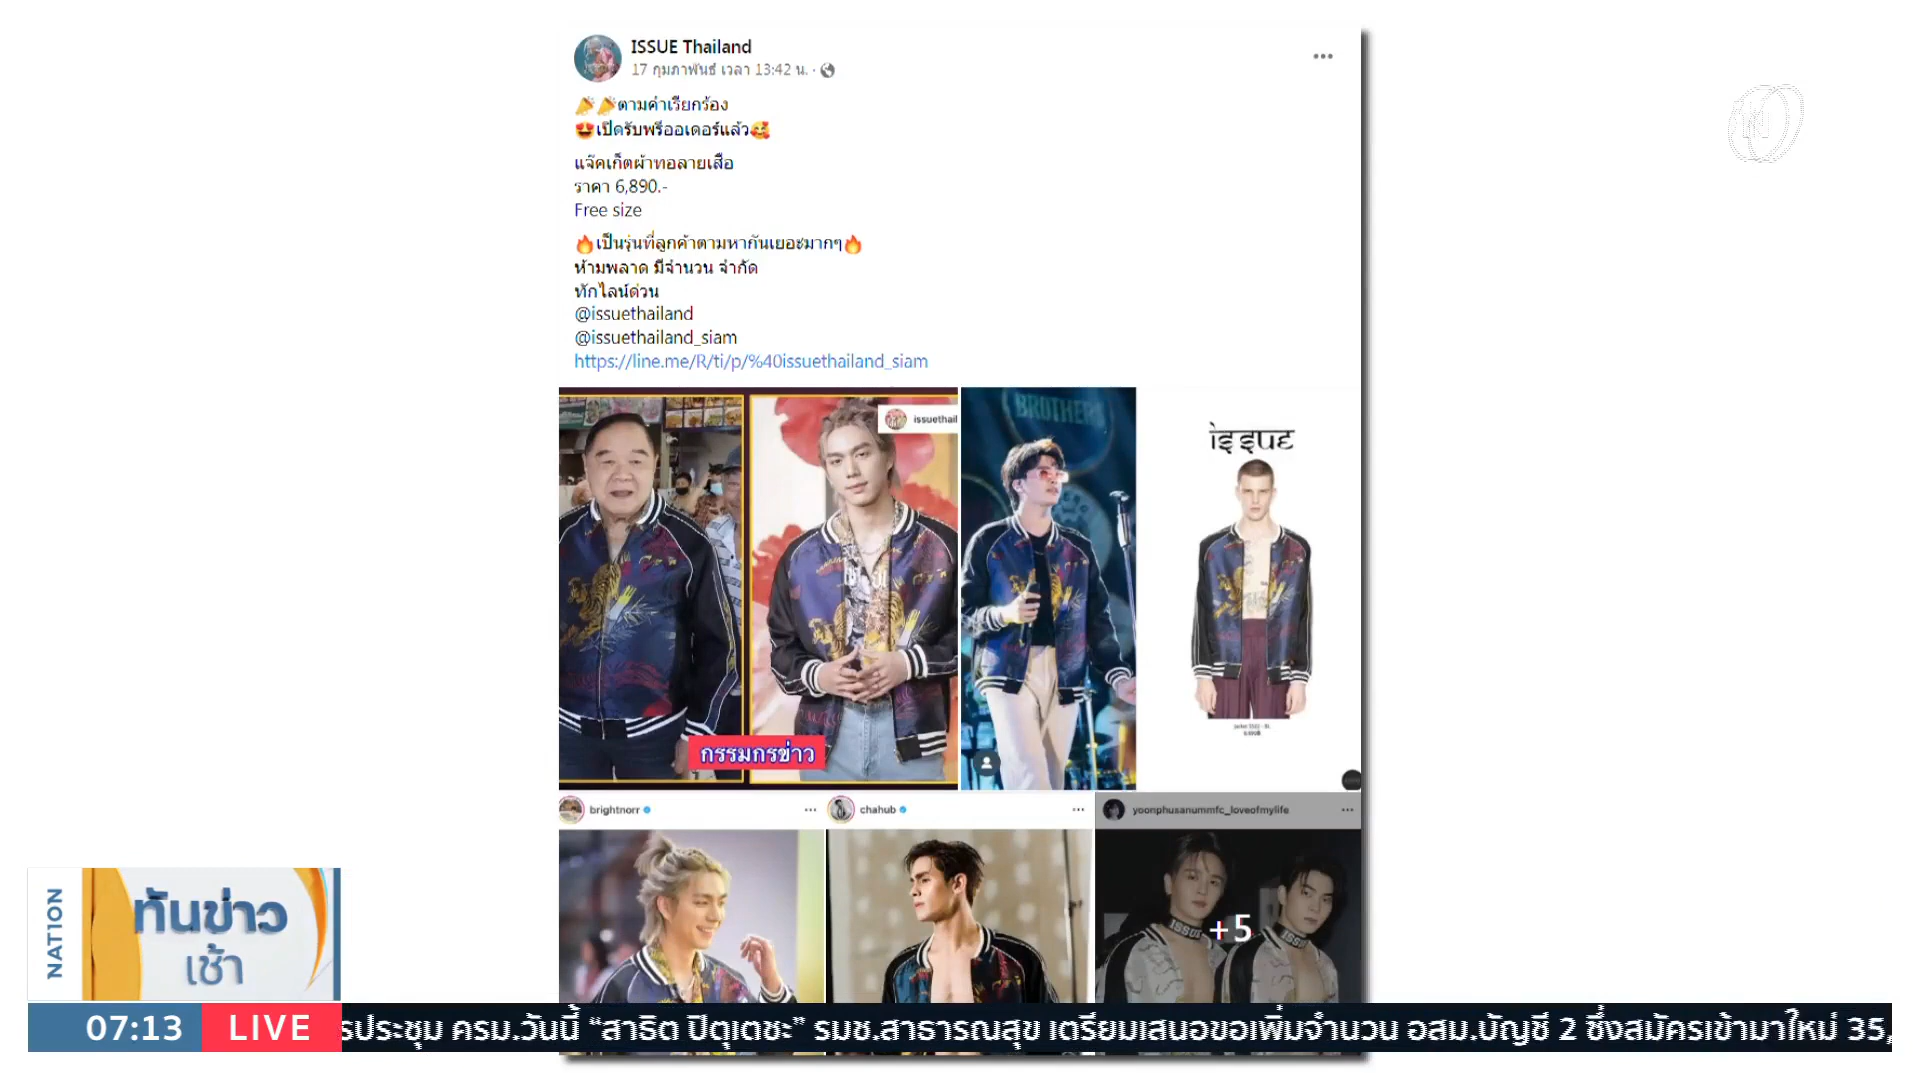 ISSUE Thailand
17 กุมภาพันธ์ เวลา 13:42 น. ·
ตามคำเรียกร้อง
เปิดรับพรีออเดอร์แล้ว
แจ๊คเก็ตผ้าทอลายเสือ
ราคา 6,890.-
Free size
เป็นรุ่นที่ลูกค้าตามหากันเยอะมากๆ
ห้ามพลาด มีจำนวน จำกัด
ทักไลน์ด่วน
@issuethailand
@issuethailand_siam
https://line.me/R/ti/p/%40issuethailand_siam
issuethail
BROTHERS
issue
กรรมกรข่าว
brightnorr
chahub
yoonphusanummfc_loveofmylife
ISSUE
ISSUE
+5
NATION
ทันข่าว
เช้า
07:13
LIVE
รประชุม ครม.วันนี้ “สาธิต ปิตุเตชะ” รมช.สาธารณสุข เตรียมเสนอขอเพิ่มจำนวน อสม.บัญชี 2 ซึ่งสมัครเข้ามาใหม่ 35,